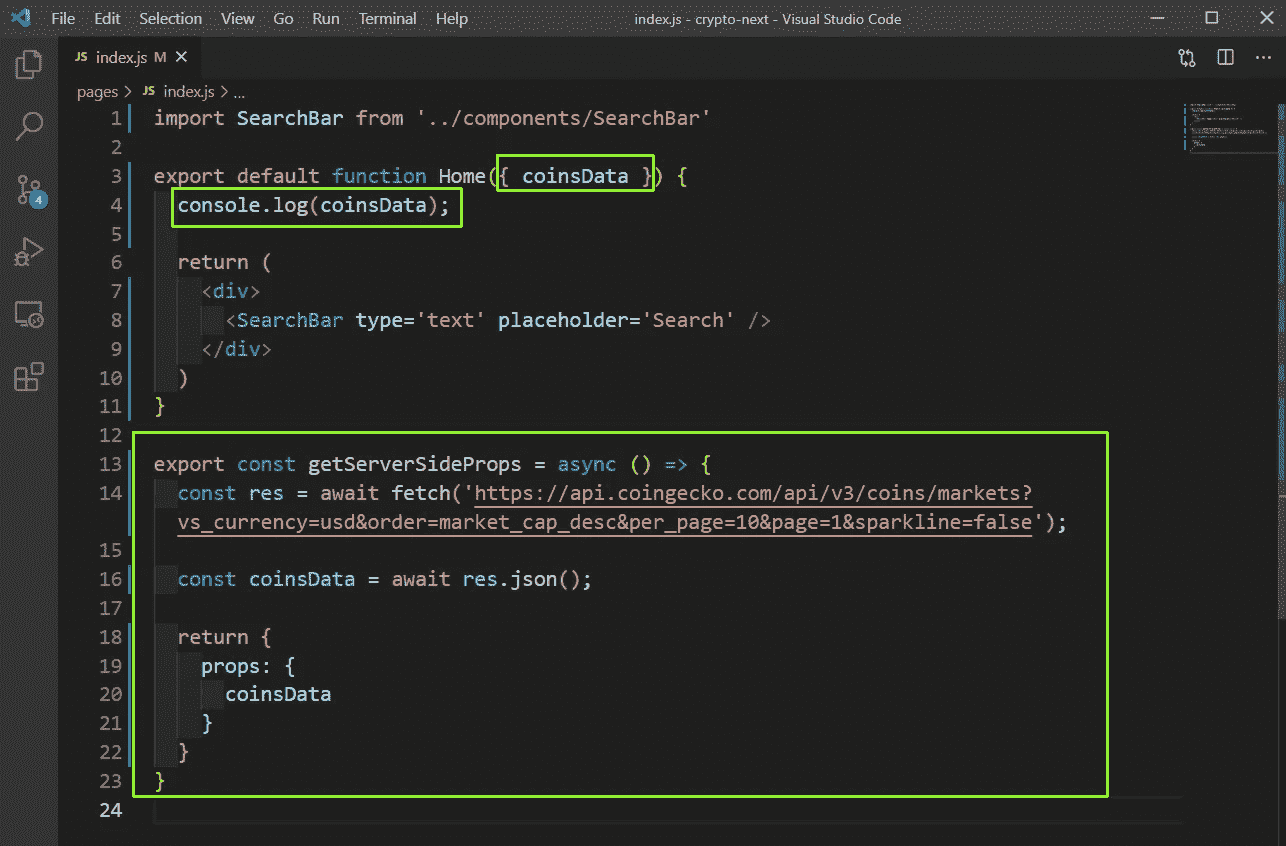 File Edit Selection View Go Run Terminal Help index.js - crypto-next - Visual Studio Code
JS index.js M
pages > JS index.js > ...
1 import SearchBar from '../components/SearchBar'
2
3 export default function Home({ coinsData }) {
4 console.log(coinsData);
5
6 return (
7 <div>
8 <SearchBar type='text' placeholder='Search' />
9 </div>
10 )
11 }
12
13 export const getServerSideProps = async () => {
14 const res = await fetch('https://api.coingecko.com/api/v3/coins/markets?
vs_currency=usd&order=market_cap_desc&per_page=10&page=1&sparkline=false');
15
16 const coinsData = await res.json();
17
18 return {
19 props: {
20 coinsData
21 }
22 }
23 }
24
4